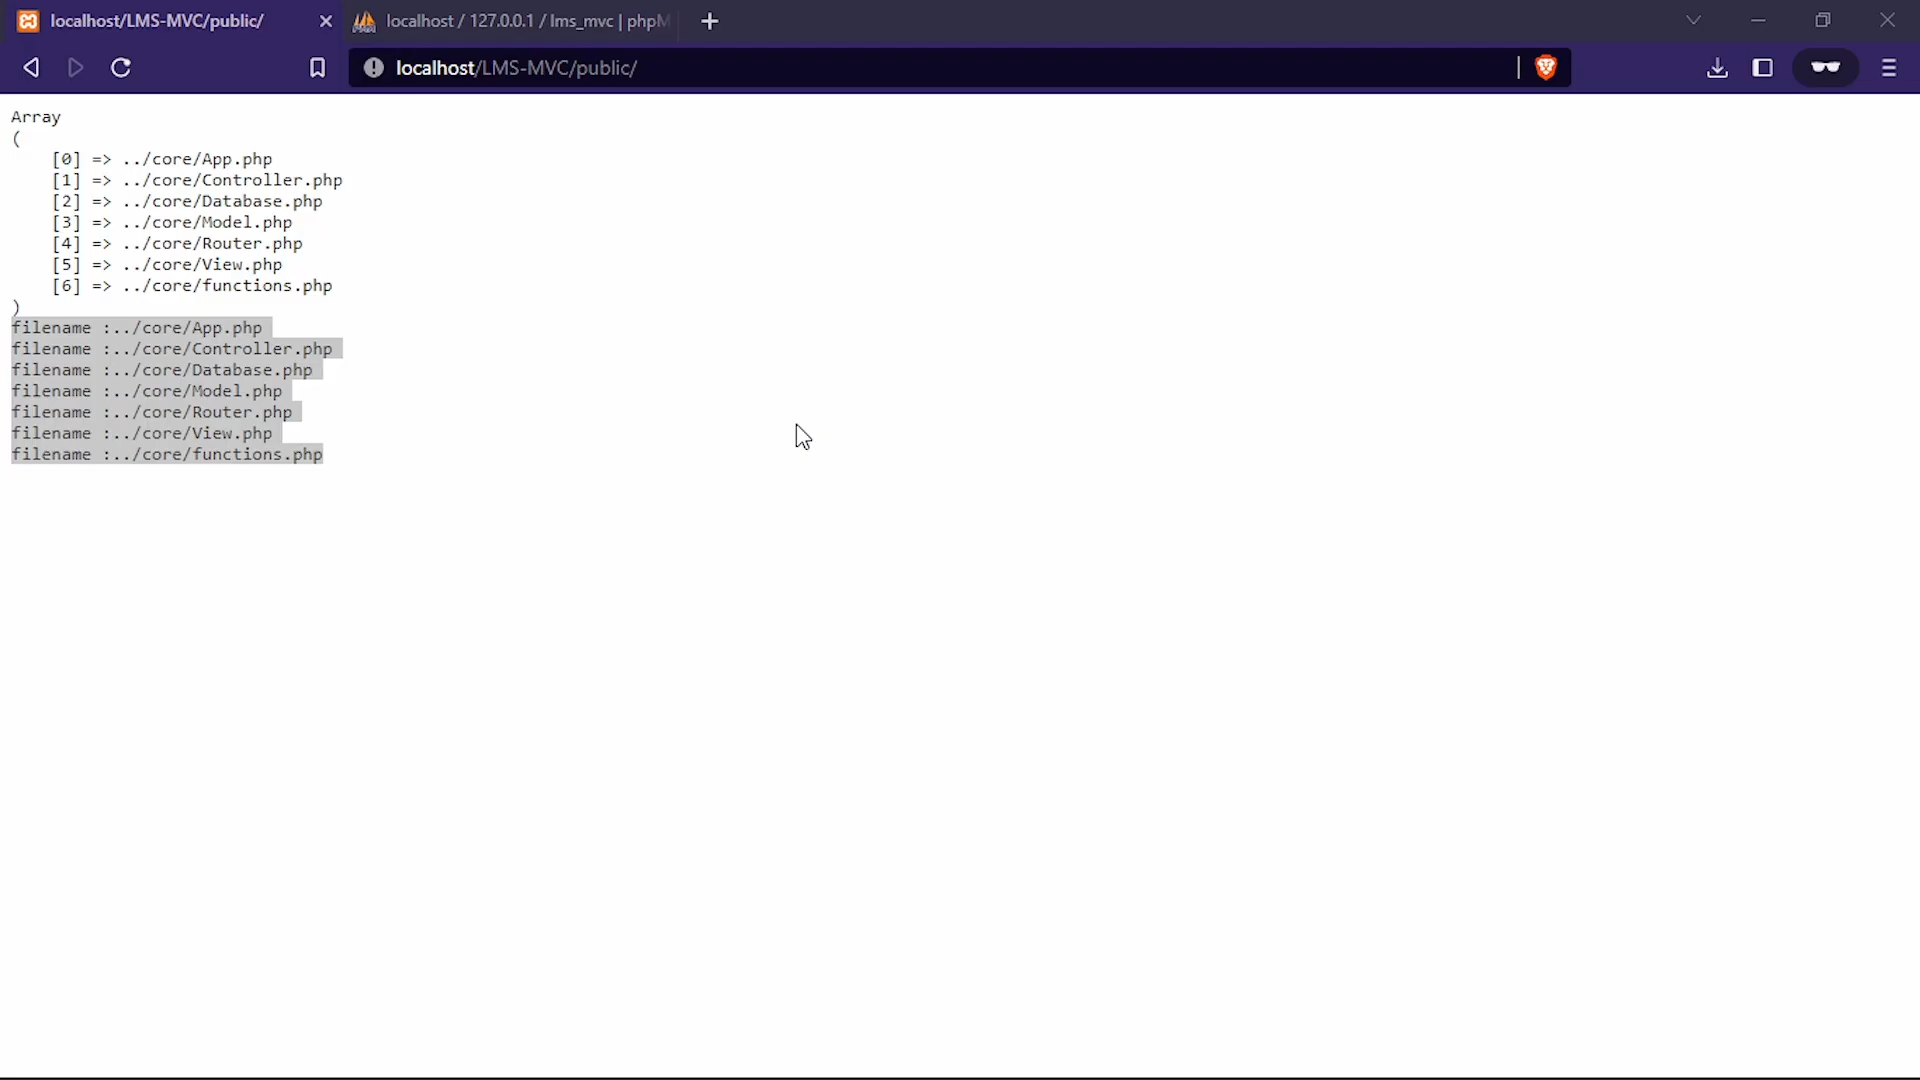 localhost/LMS-MVC/public/
localhost / 127.0.0.1 / lms_mvc | phpM
localhost/LMS-MVC/public/
Array
(
    [0] => ../core/App.php
    [1] => ../core/Controller.php
    [2] => ../core/Database.php
    [3] => ../core/Model.php
    [4] => ../core/Router.php
    [5] => ../core/View.php
    [6] => ../core/functions.php
)
filename :../core/App.php
filename :../core/Controller.php
filename :../core/Database.php
filename :../core/Model.php
filename :../core/Router.php
filename :../core/View.php
filename :../core/functions.php